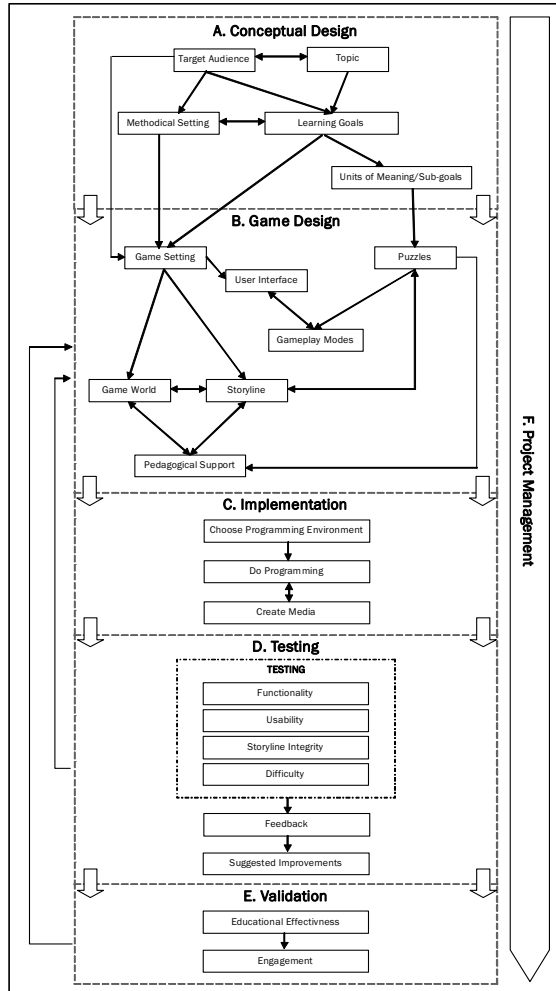 A. Conceptual Design
Target Audience
Topic
Methodical Setting
Learning Goals
Units of Meaning/Sub-goals
B. Game Design
Game Setting
Puzzles
User Interface
Gameplay Modes
Game World
Storyline
Pedagogical Support
C. Implementation
Choose Programming Environment
Do Programming
Create Media
D. Testing
TESTING
Functionality
Usability
Storyline Integrity
Difficulty
Feedback
Suggested Improvements
E. Validation
Educational Effectivness
Engagement
F. Project Management